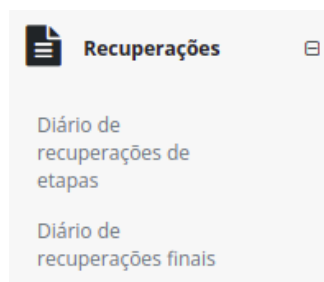 Recuperações
Diário de
recuperações de
etapas
Diário de
recuperações finais